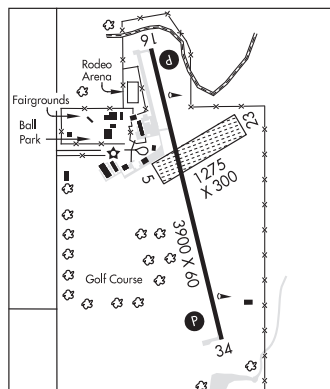 16
P
Rodeo
Arena
Fairgrounds
Ball
Park
23
1275
X 300
5
3900 X 60
Golf Course
P
34